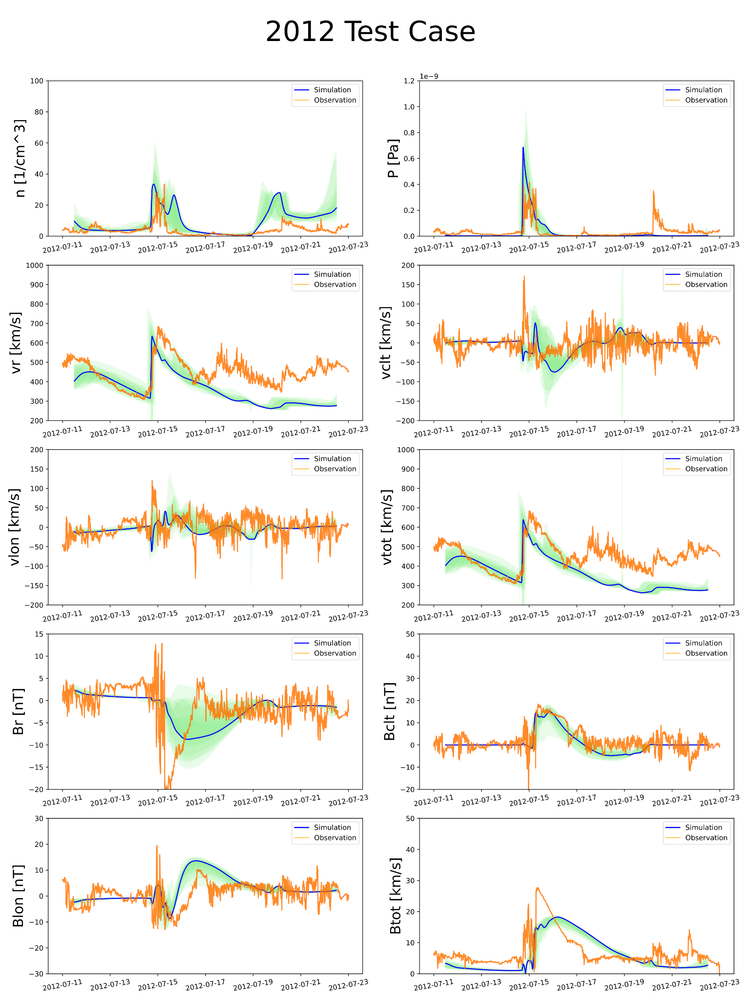 2012 Test Case
n [1/cm^3]
100
80
60
40
20
0
Simulation
Observation
2012-07-11 2012-07-13 2012-07-15 2012-07-17 2012-07-19 2012-07-21 2012-07-23
P [Pa]
1e−9
1.2
1.0
0.8
0.6
0.4
0.2
0.0
Simulation
Observation
2012-07-11 2012-07-13 2012-07-15 2012-07-17 2012-07-19 2012-07-21 2012-07-23
vr [km/s]
1000
900
800
700
600
500
400
300
200
Simulation
Observation
2012-07-11 2012-07-13 2012-07-15 2012-07-17 2012-07-19 2012-07-21 2012-07-23
vclt [km/s]
200
150
100
50
0
−50
−100
−150
−200
Simulation
Observation
2012-07-11 2012-07-13 2012-07-15 2012-07-17 2012-07-19 2012-07-21 2012-07-23
vlon [km/s]
200
150
100
50
0
−50
−100
−150
−200
Simulation
Observation
2012-07-11 2012-07-13 2012-07-15 2012-07-17 2012-07-19 2012-07-21 2012-07-23
vtot [km/s]
1000
900
800
700
600
500
400
300
200
Simulation
Observation
2012-07-11 2012-07-13 2012-07-15 2012-07-17 2012-07-19 2012-07-21 2012-07-23
Br [nT]
15
10
5
0
−5
−10
−15
−20
Simulation
Observation
2012-07-11 2012-07-13 2012-07-15 2012-07-17 2012-07-19 2012-07-21 2012-07-23
Bclt [nT]
50
40
30
20
10
0
−10
−20
Simulation
Observation
2012-07-11 2012-07-13 2012-07-15 2012-07-17 2012-07-19 2012-07-21 2012-07-23
Blon [nT]
30
20
10
0
−10
−20
−30
Simulation
Observation
2012-07-11 2012-07-13 2012-07-15 2012-07-17 2012-07-19 2012-07-21 2012-07-23
Btot [km/s]
50
40
30
20
10
0
Simulation
Observation
2012-07-11 2012-07-13 2012-07-15 2012-07-17 2012-07-19 2012-07-21 2012-07-23